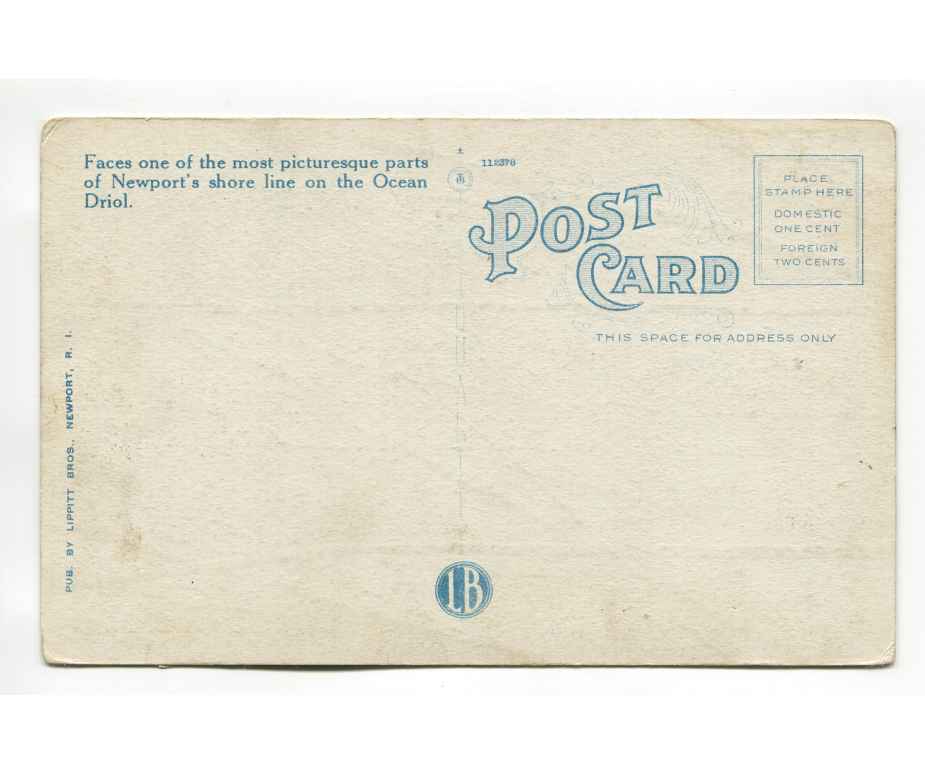 Faces one of the most picturesque parts
of Newport's shore line on the Ocean
Driol.
PUB. BY LIPPITT BROS., NEWPORT, R. I.
112378
POST
CARD
PLACE
STAMP HERE
DOMESTIC
ONE CENT
FOREIGN
TWO CENTS
THIS SPACE FOR ADDRESS ONLY
LB